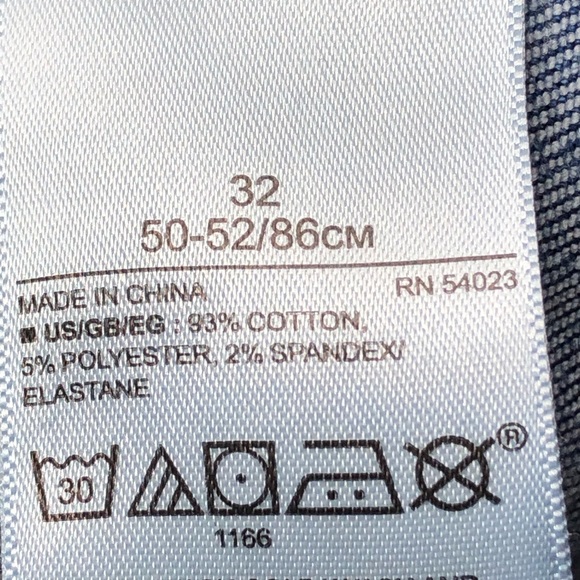 32
50-52/86CM
MADE IN CHINA
RN 54023
US/GB/EG : 93% COTTON,
5% POLYESTER, 2% SPANDEX/
ELASTANE
30
®
1166